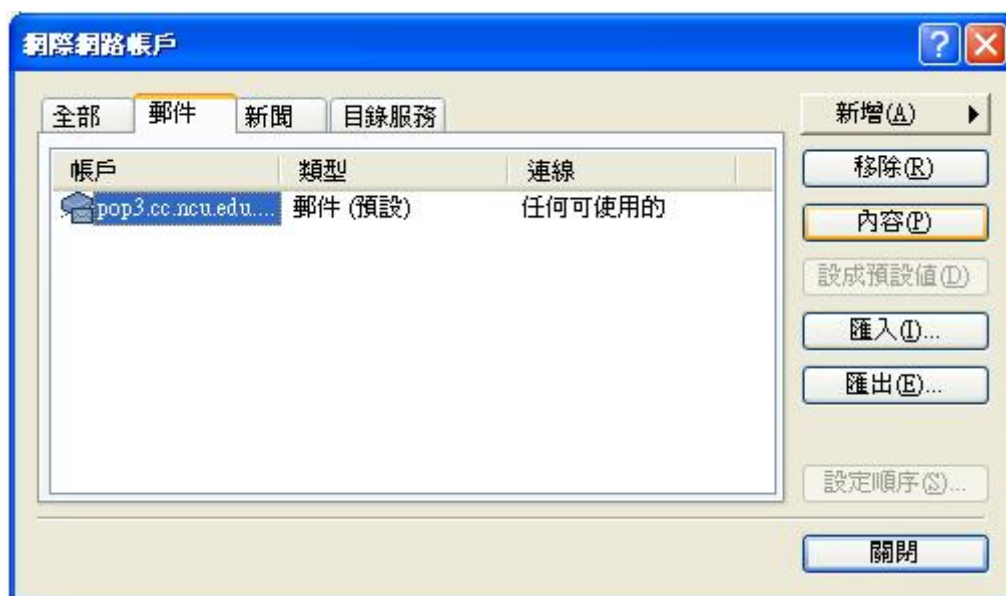 網際網路帳戶
全部 郵件 新聞 目錄服務
帳戶 類型 連線
pop3.cc.ncu.edu.... 郵件 (預設) 任何可使用的
新增(A)
移除(R)
內容(P)
設成預設值(D)
匯入(I)...
匯出(E)...
設定順序(S)...
關閉